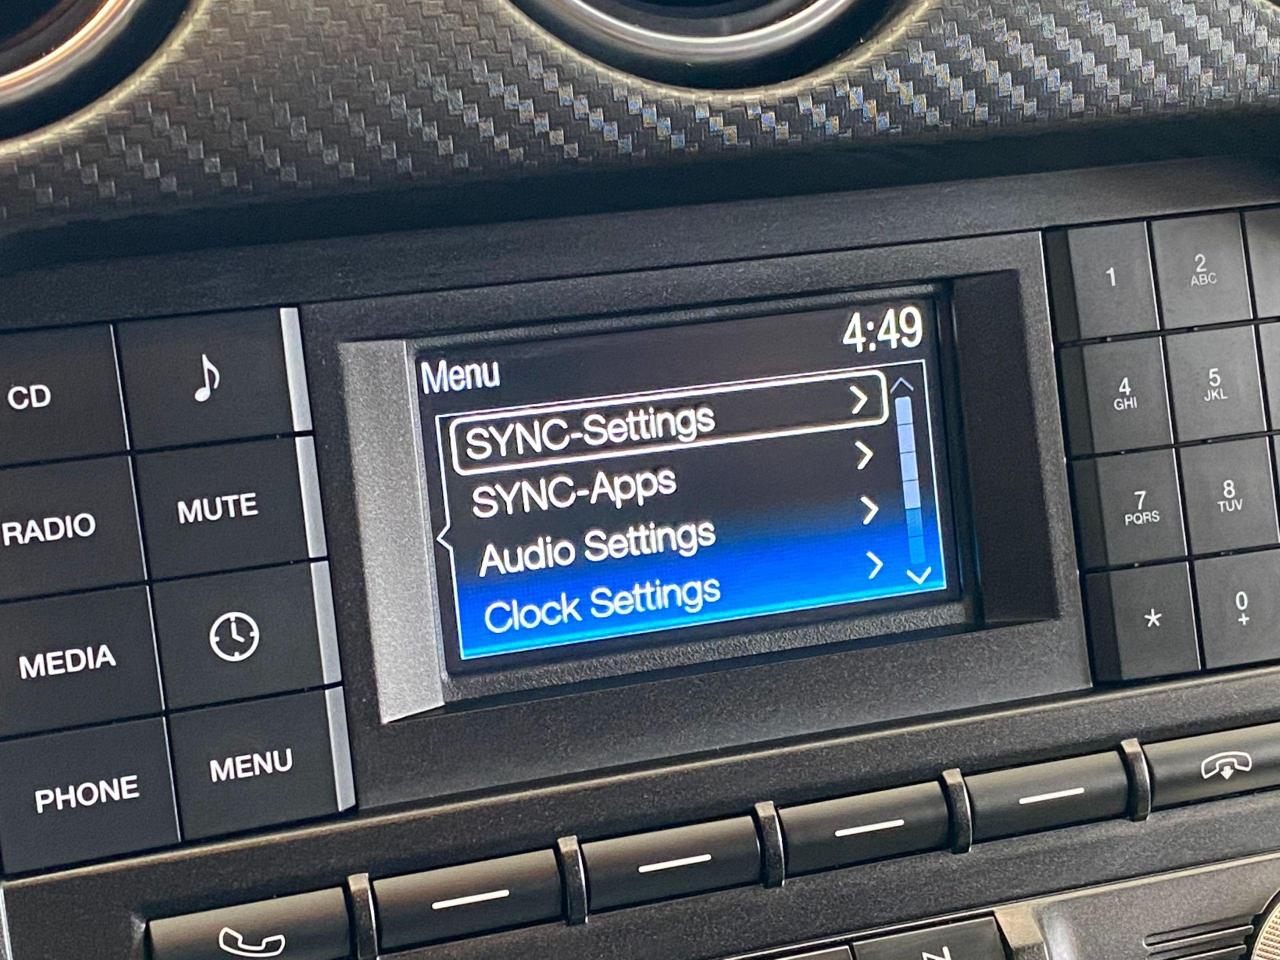 4:49
Menu
SYNC-Settings
SYNC-Apps
Audio Settings
Clock Settings
CD
RADIO
MUTE
MEDIA
PHONE
MENU
1
2
ABC
4
GHI
5
JKL
7
PQRS
8
TUV
*
0
+